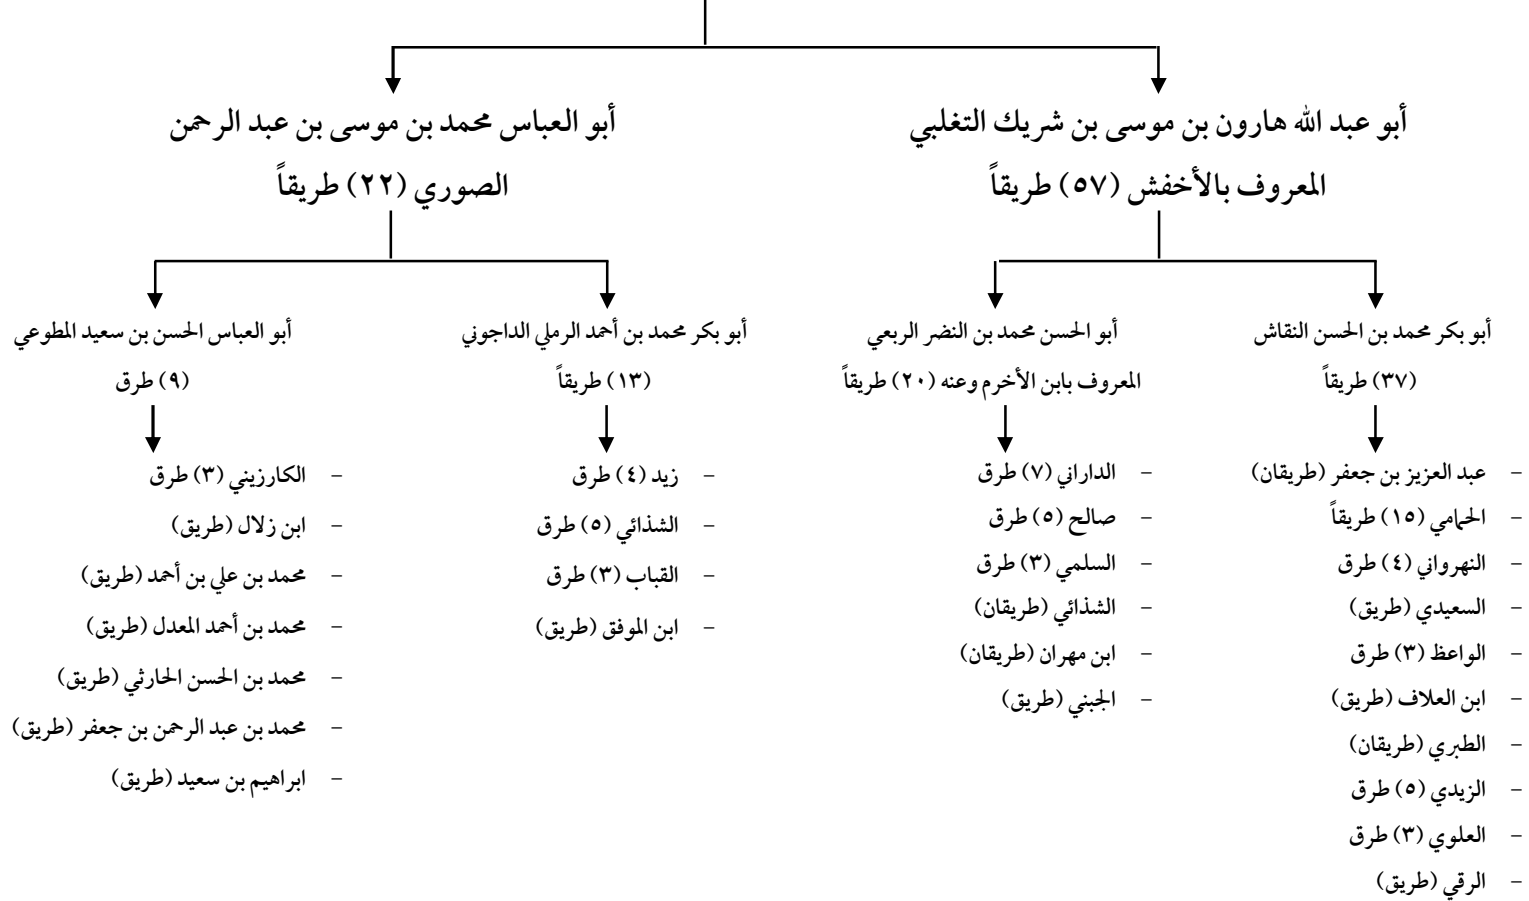 أبو عبد الله هارون بن موسى بن شريك التغلبي
المعروف بالأخفش (٥٧) طريقاً
أبو العباس محمد بن موسى بن عبد الرحمن
الصوري (٢٢) طريقاً
أبو بكر محمد بن الحسن النقاش
(٣٧) طريقاً
- عبد العزيز بن جعفر (طريقان)
- الحمامي (١٥) طريقاً
- النهرواني (٤) طرق
- السعيدي (طريق)
- الواعظ (٣) طرق
- ابن العلاف (طريق)
- الطبري (طريقان)
- الزيدي (٥) طرق
- العلوي (٣) طرق
- الرقي (طريق)
أبو الحسن محمد بن النضر الربعي
المعروف بابن الأخرم وعنه (٢٠) طريقاً
- الداراني (٧) طرق
- صالح (٥) طرق
- السلمي (٣) طرق
- الشذائي (طريقان)
- ابن مهران (طريقان)
- الجبني (طريق)
أبو بكر محمد بن أحمد الرملي الداجوني
(١٣) طريقاً
- زيد (٤) طرق
- الشذائي (٥) طرق
- القباب (٣) طرق
- ابن الموفق (طريق)
أبو العباس الحسن بن سعيد المطوعي
(٩) طرق
- الكارزيني (٣) طرق
- ابن زلال (طريق)
- محمد بن علي بن أحمد (طريق)
- محمد بن أحمد المعدل (طريق)
- محمد بن الحسن الحارثي (طريق)
- محمد بن عبد الرحمن بن جعفر (طريق)
- ابراهيم بن سعيد (طريق)